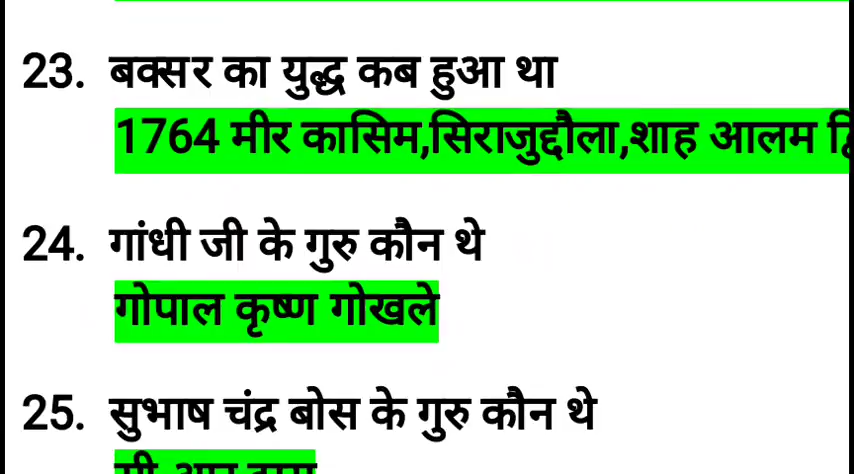 23. बक्सर का युद्ध कब हुआ था
1764 मीर कासिम,सिराजुद्दौला,शाह आलम
24. गांधी जी के गुरु कौन थे
गोपाल कृष्ण गोखले
25. सुभाष चंद्र बोस के गुरु कौन थे